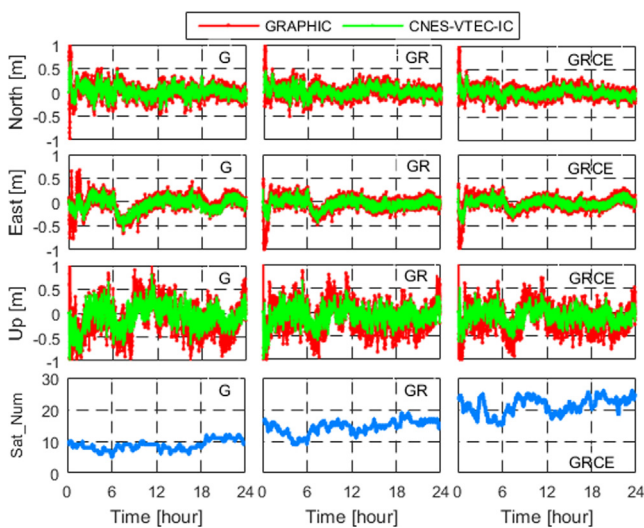 GRAPHIC CNES-VTEC-IC
North [m]
1
0.5
0
-0.5
-1
G GR GRCE
East [m]
1
0.5
0
-0.5
-1
G GR GRCE
Up [m]
1
0.5
0
-0.5
-1
G GR GRCE
Sat_Num
30
20
10
0
G GR GRCE
0 6 12 18 24 0 6 12 18 24 0 6 12 18 24
Time [hour] Time [hour] Time [hour]